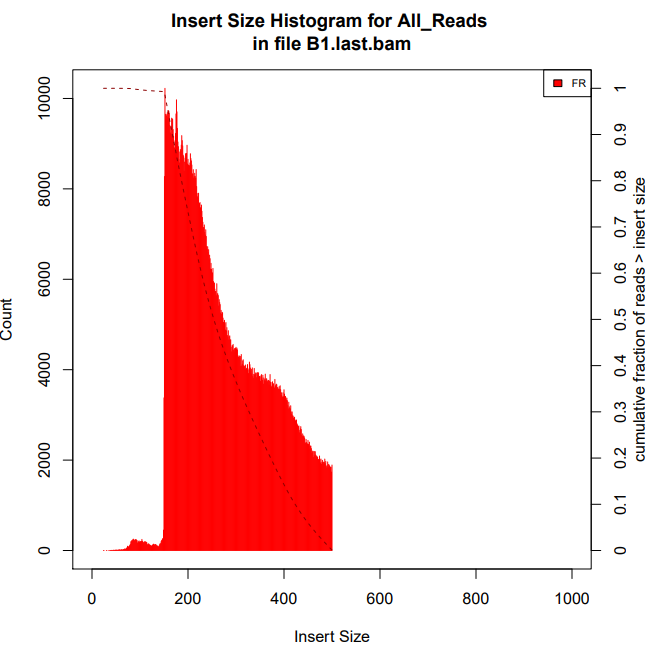 Insert Size Histogram for All_Reads
in file B1.last.bam
FR
Count
0
2000
4000
6000
8000
10000
0
0.1
0.2
0.3
0.4
0.5
0.6
0.7
0.8
0.9
1
cumulative fraction of reads > insert size
0 200 400 600 800 1000
Insert Size